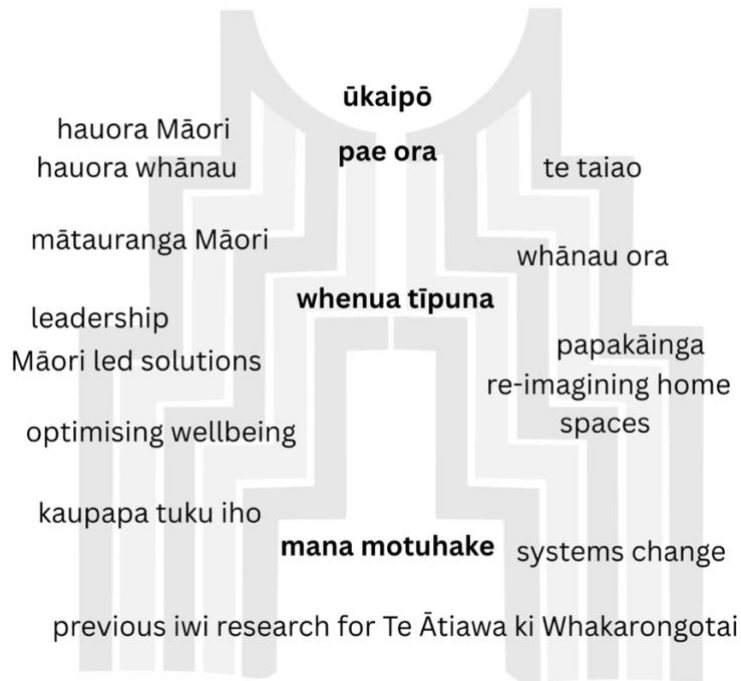 ūkaipō
hauora Māori
pae ora
hauora whānau
te taiao
mātauranga Māori
whānau ora
whenua tīpuna
leadership
papakāinga
Māori led solutions
re-imagining home
spaces
optimising wellbeing
kaupapa tuku iho
mana motuhake
systems change
previous iwi research for Te Ātiawa ki Whakarongotai